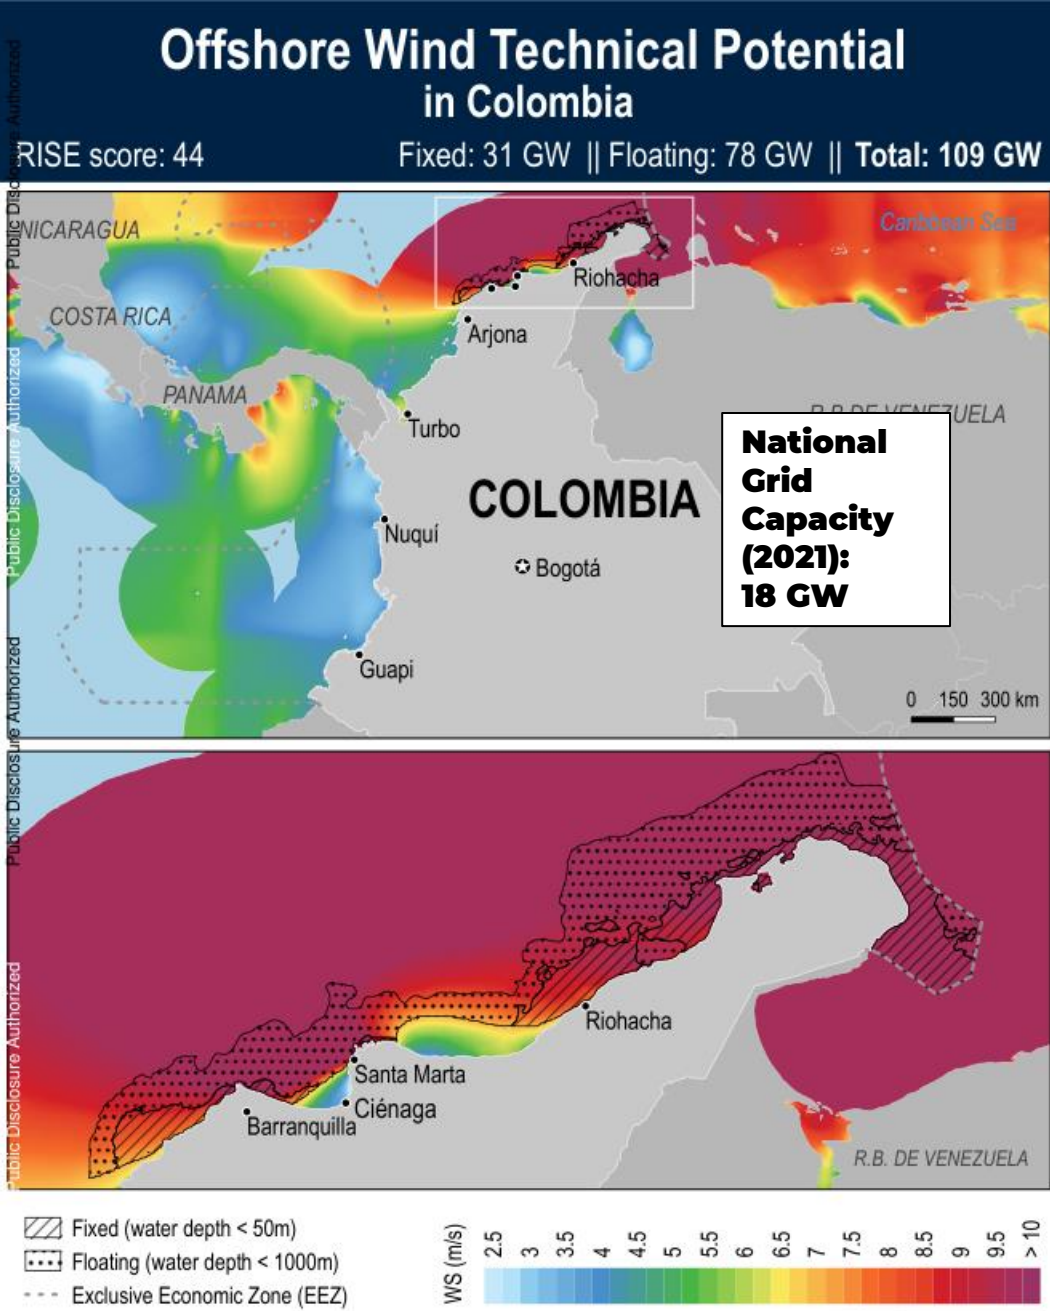 Offshore Wind Technical Potential
in Colombia
RISE score: 44
Fixed: 31 GW || Floating: 78 GW || Total: 109 GW
Public Disclosure Authorized
Public Disclosure Authorized
Public Disclosure Authorized
Public Disclosure Authorized
Public Disclosure Authorized
NICARAGUA
Caribbean Sea
Riohacha
COSTA RICA
Arjona
PANAMA
Turbo
R.B. DE VENEZUELA
National
Grid
Capacity
(2021):
18 GW
COLOMBIA
Nuquí
Bogotá
Guapi
0 150 300 km
Riohacha
Santa Marta
Ciénaga
Barranquilla
R.B. DE VENEZUELA
Fixed (water depth < 50m)
Floating (water depth < 1000m)
Exclusive Economic Zone (EEZ)
WS (m/s)
2.5 3 3.5 4 4.5 5 5.5 6 6.5 7 7.5 8 8.5 9 9.5 > 10